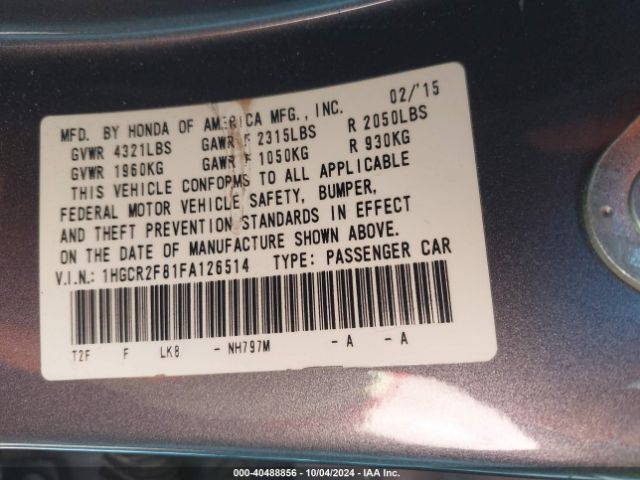 MFD. BY HONDA OF AMERICA MFG., INC. 02/'15
GVWR 4321LBS GAWR F 2315LBS R 2050LBS
GVWR 1960KG GAWR F 1050KG R 930KG
THIS VEHICLE CONFORMS TO ALL APPLICABLE
FEDERAL MOTOR VEHICLE SAFETY, BUMPER,
AND THEFT PREVENTION STANDARDS IN EFFECT
ON THE DATE OF MANUFACTURE SHOWN ABOVE.
V.I.N.: 1HGCR2F81FA126514 TYPE: PASSENGER CAR
T2F F LK8 - NH797M - A - A
000-40488856 - 10/04/2024 - IAA Inc.